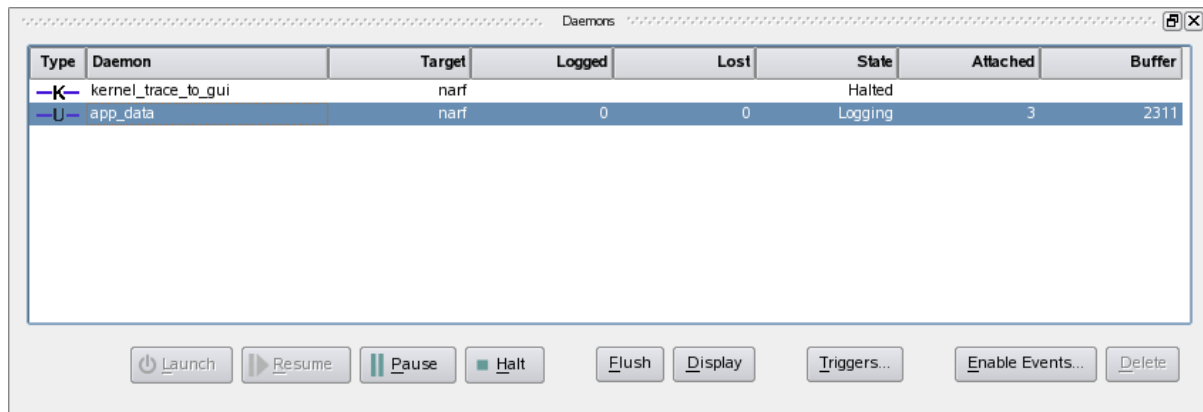 Daemons
Type Daemon Target Logged Lost State Attached Buffer
K kernel_trace_to_gui narf Halted
U app_data narf 0 0 Logging 3 2311
Launch Resume Pause Halt Flush Display Triggers... Enable Events... Delete